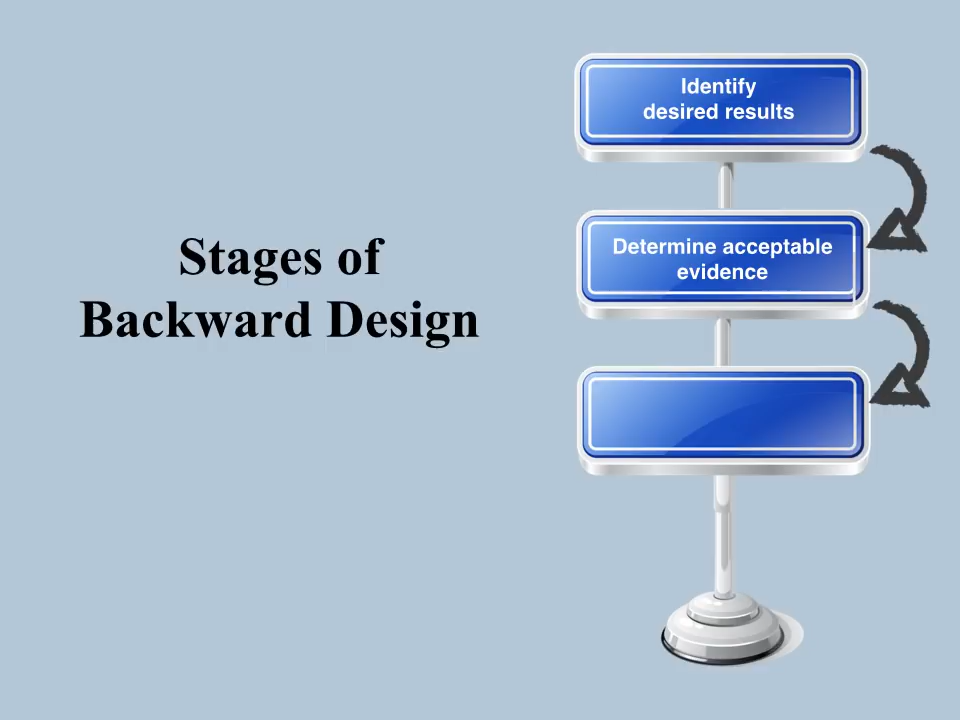 Stages of
Backward Design
Identify
desired results
Determine acceptable
evidence